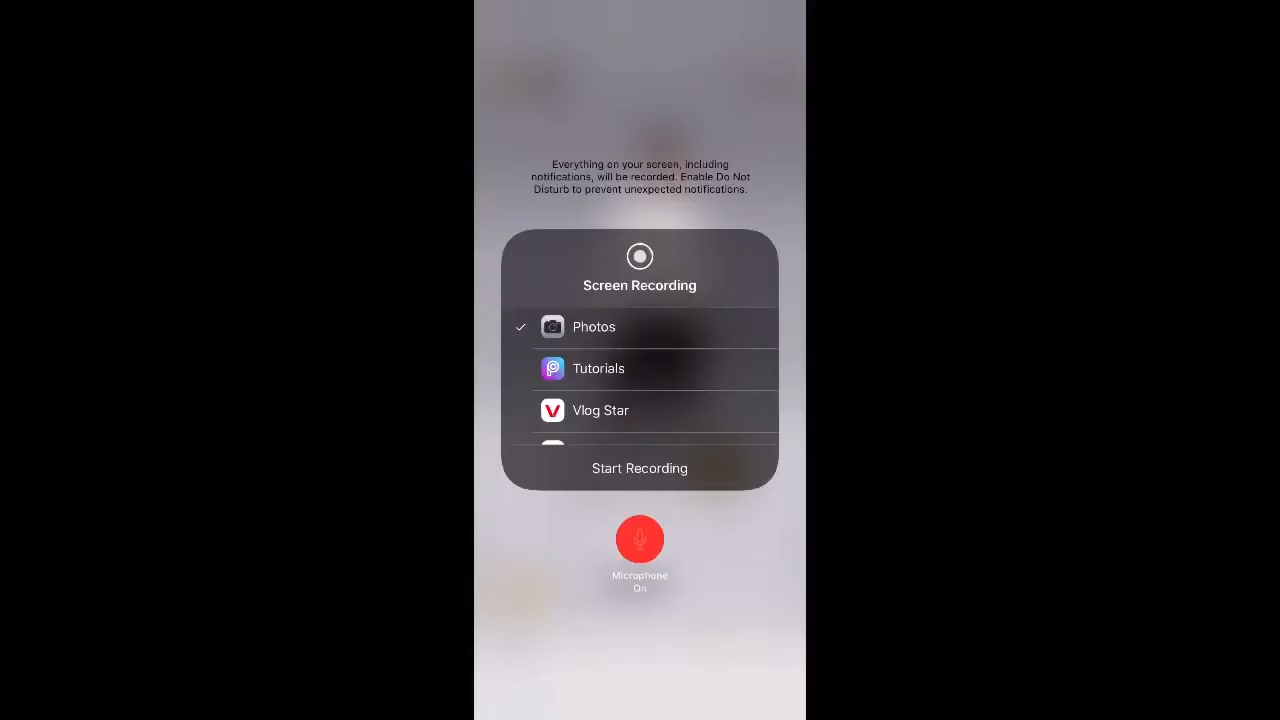 Everything on your screen, including
notifications, will be recorded. Enable Do Not
Disturb to prevent unexpected notifications.
Screen Recording
Photos
Tutorials
Vlog Star
Start Recording
Microphone
On